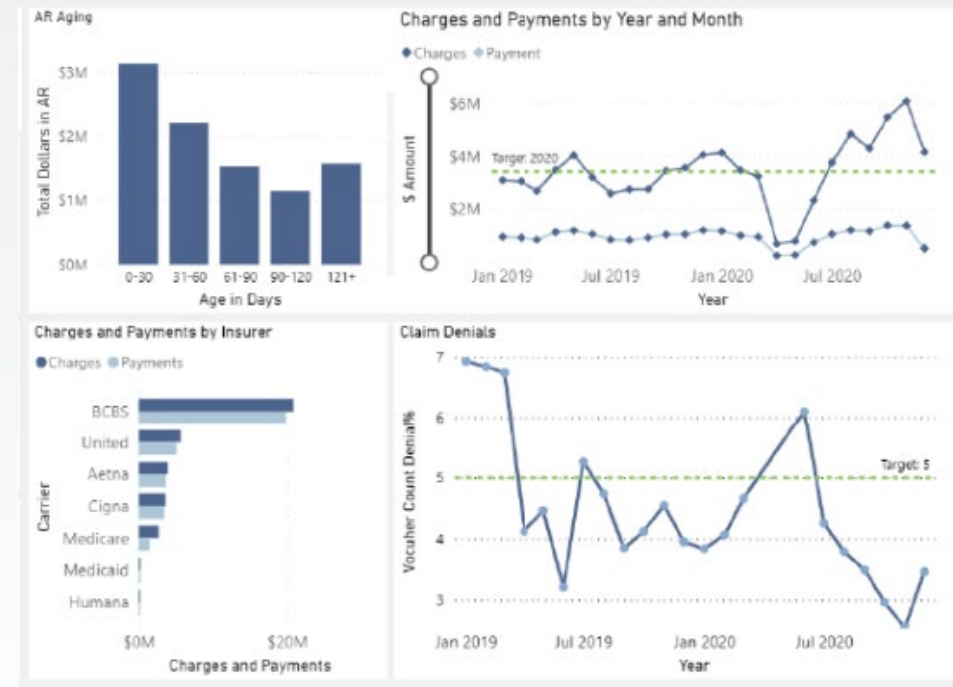 AR Aging
Total Dollars in AR
$3M
$2M
$1M
$0M
0-30 31-60 61-90 90-120 121+
Age in Days
Charges and Payments by Year and Month
Charges Payment
$ Amount
$6M
$4M
$2M
Target: 2020
Jan 2019 Jul 2019 Jan 2020 Jul 2020
Year
Charges and Payments by Insurer
Charges Payments
Carrier
BCBS
United
Aetna
Cigna
Medicare
Medicaid
Humana
$0M $20M
Charges and Payments
Claim Denials
Vocuher Count Denial%
7
6
5
4
3
Target: 5
Jan 2019 Jul 2019 Jan 2020 Jul 2020
Year